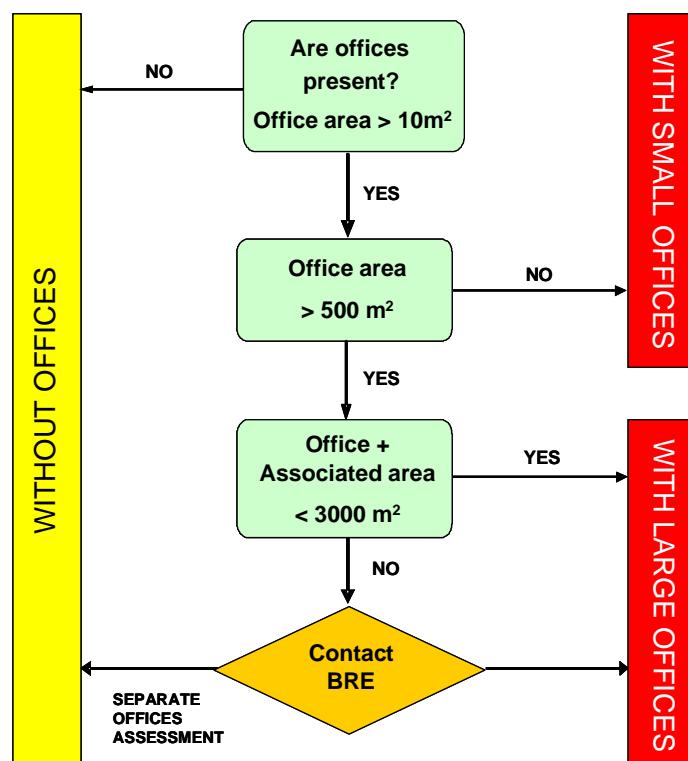 Are offices
present?
Office area > 10m²
NO
YES
WITH SMALL OFFICES
Office area
> 500 m²
NO
YES
WITHOUT OFFICES
Office +
Associated area
< 3000 m²
YES
NO
WITH LARGE OFFICES
Contact
BRE
SEPARATE
OFFICES
ASSESSMENT